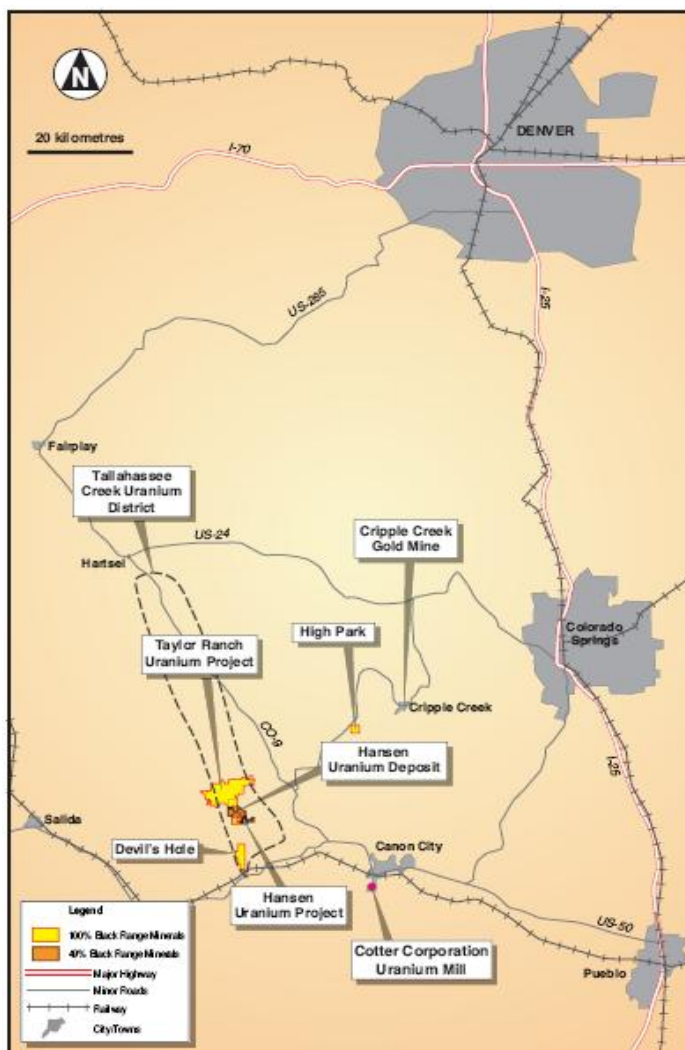 N
20 kilometres
DENVER
I-70
I-25
US-285
Fairplay
Tallahassee
Creek Uranium
District
US-24
Cripple Creek
Gold Mine
Hartsel
High Park
Colorado
Springs
Taylor Ranch
Uranium Project
Cripple Creek
CO-9
Hansen
Uranium Deposit
I-25
Salida
Devil's Hole
Canon City
Hansen
Uranium Project
Cotter Corporation
Uranium Mill
US-50
Pueblo
Legend
100% Black Range Minerals
49% Black Range Minerals
Major Highway
Minor Roads
Railway
City/Towns